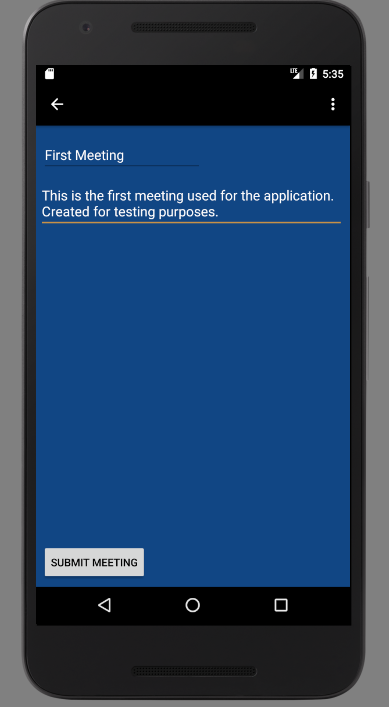 LTE 5:35
First Meeting
This is the first meeting used for the application.
Created for testing purposes.
SUBMIT MEETING